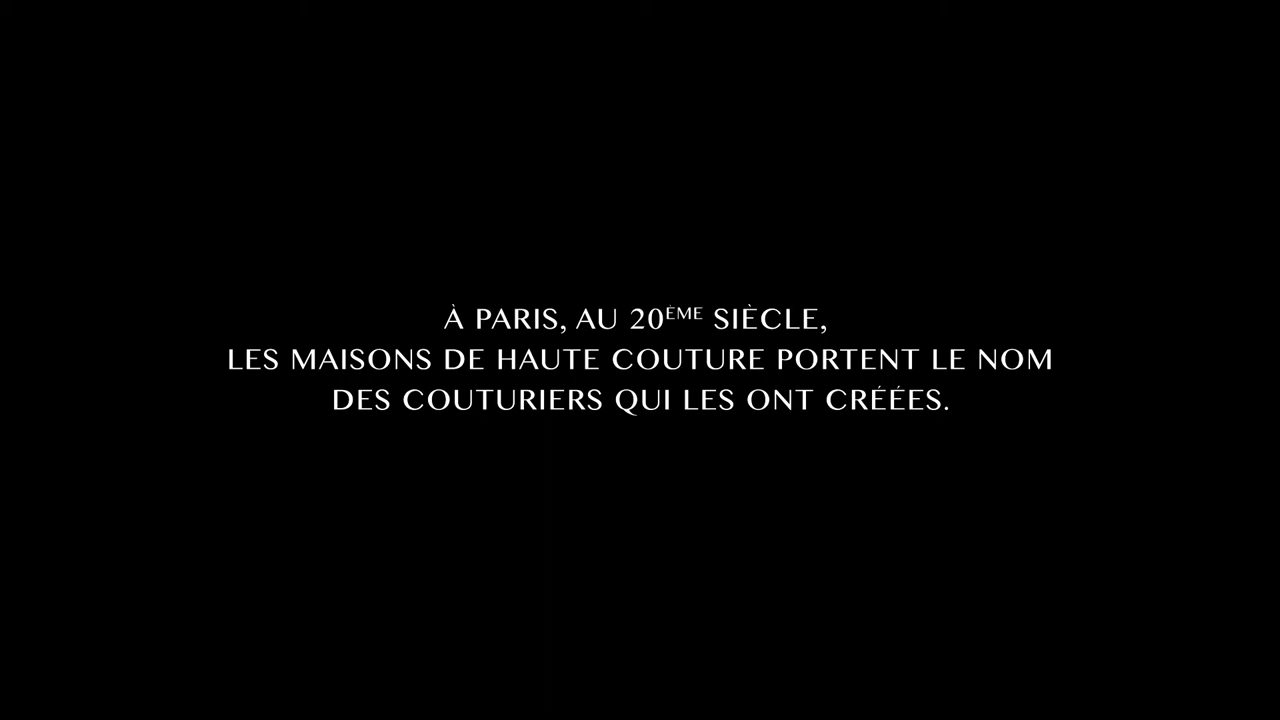 À PARIS, AU 20ÈME SIÈCLE,
LES MAISONS DE HAUTE COUTURE PORTENT LE NOM
DES COUTURIERS QUI LES ONT CRÉÉES.